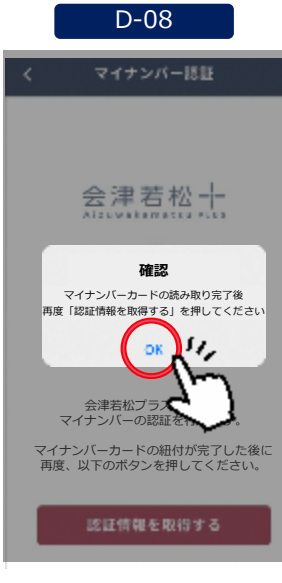 D-08
< マイナンバー認証
会津若松＋
Aizuwakamatsu PLUS
確認
マイナンバーカードの読み取り完了後
再度「認証情報を取得する」を押してください
OK
会津若松プラス
マイナンバーの認証を行 。
マイナンバーカードの紐付が完了した後に
再度、以下のボタンを押してください。
認証情報を取得する